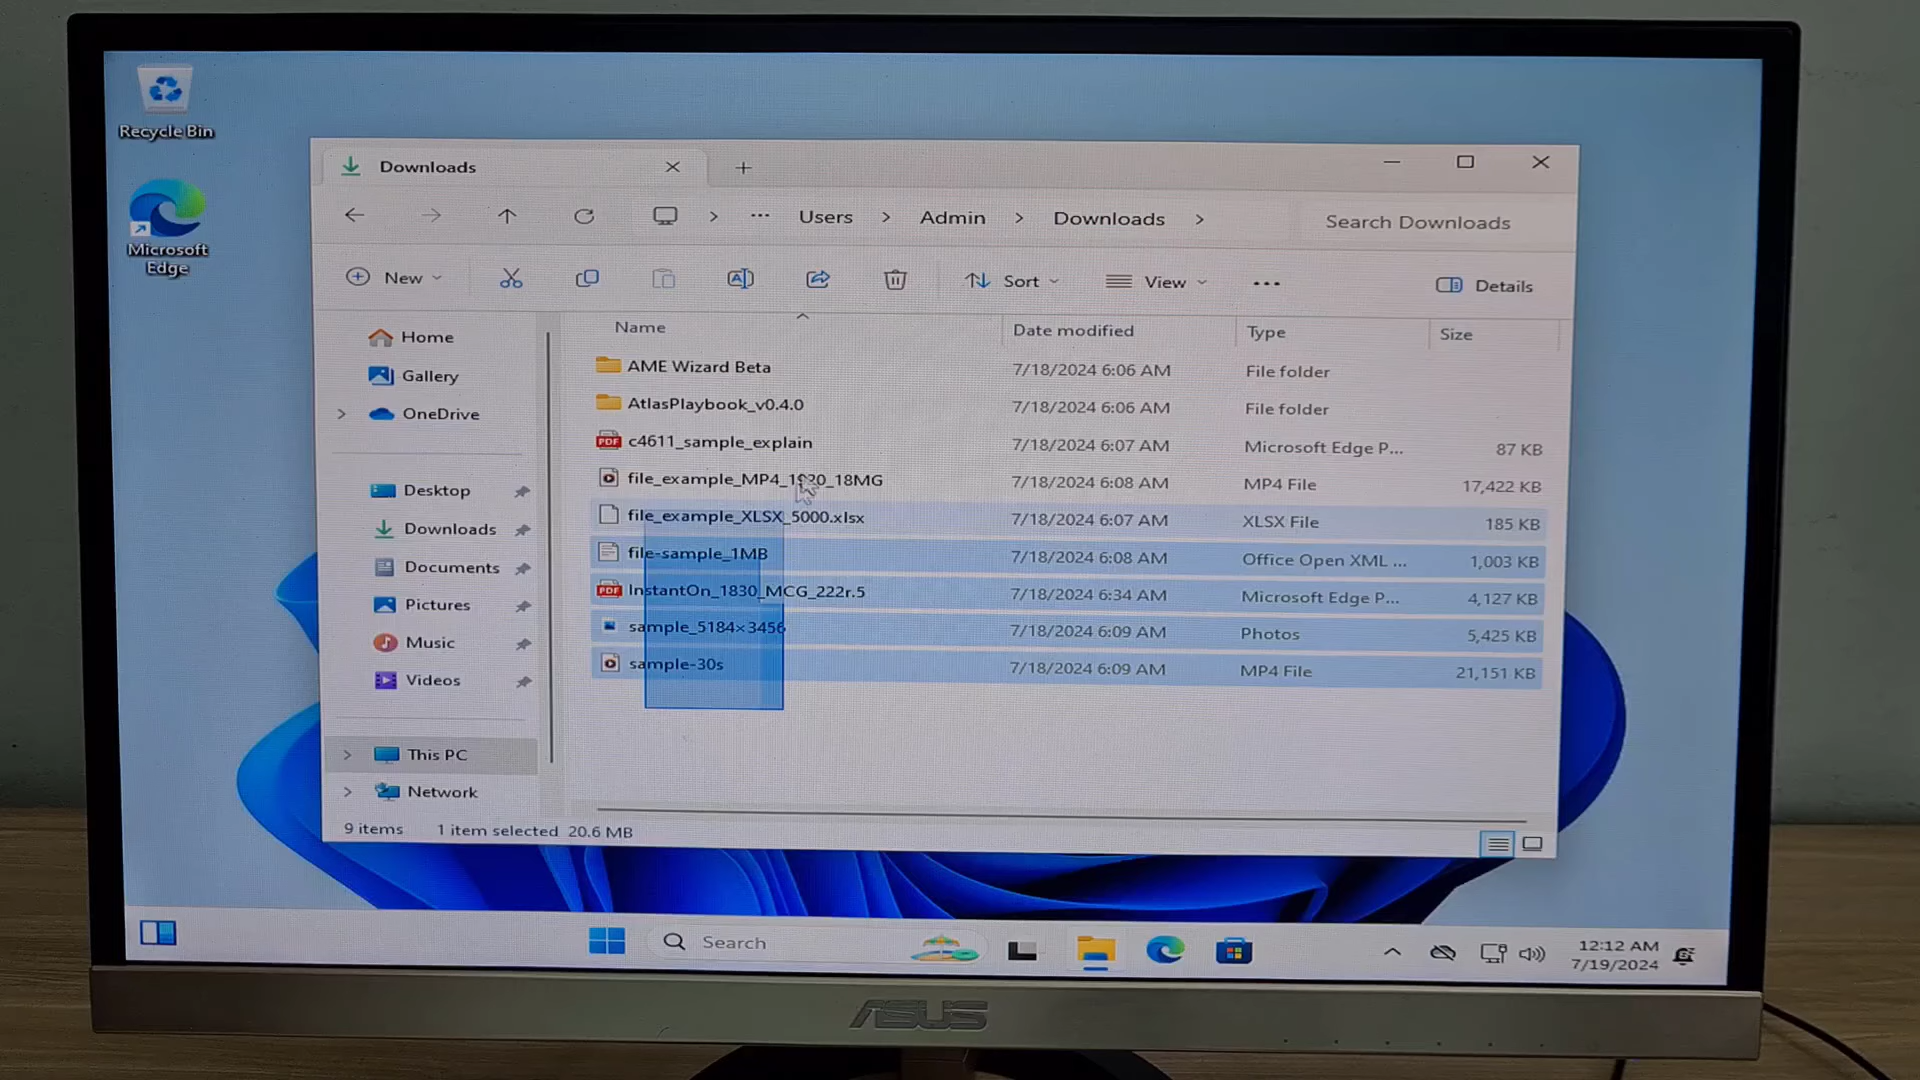 Recycle Bin
Microsoft
Edge
Downloads
Users
Admin
Downloads
Search Downloads
New
Sort
View
Details
Name
Date modified
Type
Size
Home
Gallery
OneDrive
Desktop
Downloads
Documents
Pictures
Music
Videos
This PC
Network
AME Wizard Beta 7/18/2024 6:06 AM File folder
AtlasPlaybook_v0.4.0 7/18/2024 6:06 AM File folder
PDF c4611_sample_explain 7/18/2024 6:07 AM Microsoft Edge P... 87 KB
file_example_MP4_1920_18MG 7/18/2024 6:08 AM MP4 File 17,422 KB
file_example_XLSX_5000.xlsx 7/18/2024 6:07 AM XLSX File 185 KB
file-sample_1MB 7/18/2024 6:08 AM Office Open XML ... 1,003 KB
PDF InstantOn_1830_MCG_222r.5 7/18/2024 6:34 AM Microsoft Edge P... 4,127 KB
sample_5184×3456 7/18/2024 6:09 AM Photos 5,425 KB
sample-30s 7/18/2024 6:09 AM MP4 File 21,151 KB
9 items 1 item selected 20.6 MB
Search
12:12 AM
7/19/2024
ASUS